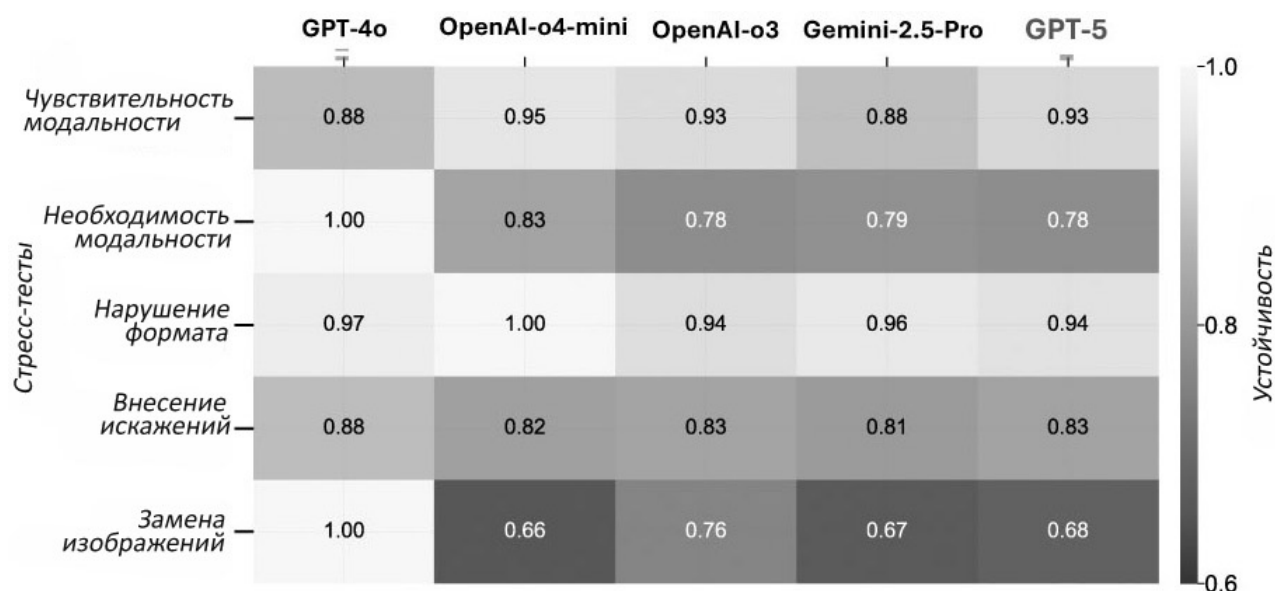 GPT-4o OpenAI-o4-mini OpenAI-o3 Gemini-2.5-Pro GPT-5
Чувствительность
модальности
0.88 0.95 0.93 0.88 0.93
Необходимость
модальности
1.00 0.83 0.78 0.79 0.78
Нарушение
формата
0.97 1.00 0.94 0.96 0.94
Внесение
искажений
0.88 0.82 0.83 0.81 0.83
Замена
изображений
1.00 0.66 0.76 0.67 0.68
Стресс-тесты
1.0
0.8
0.6
Устойчивость